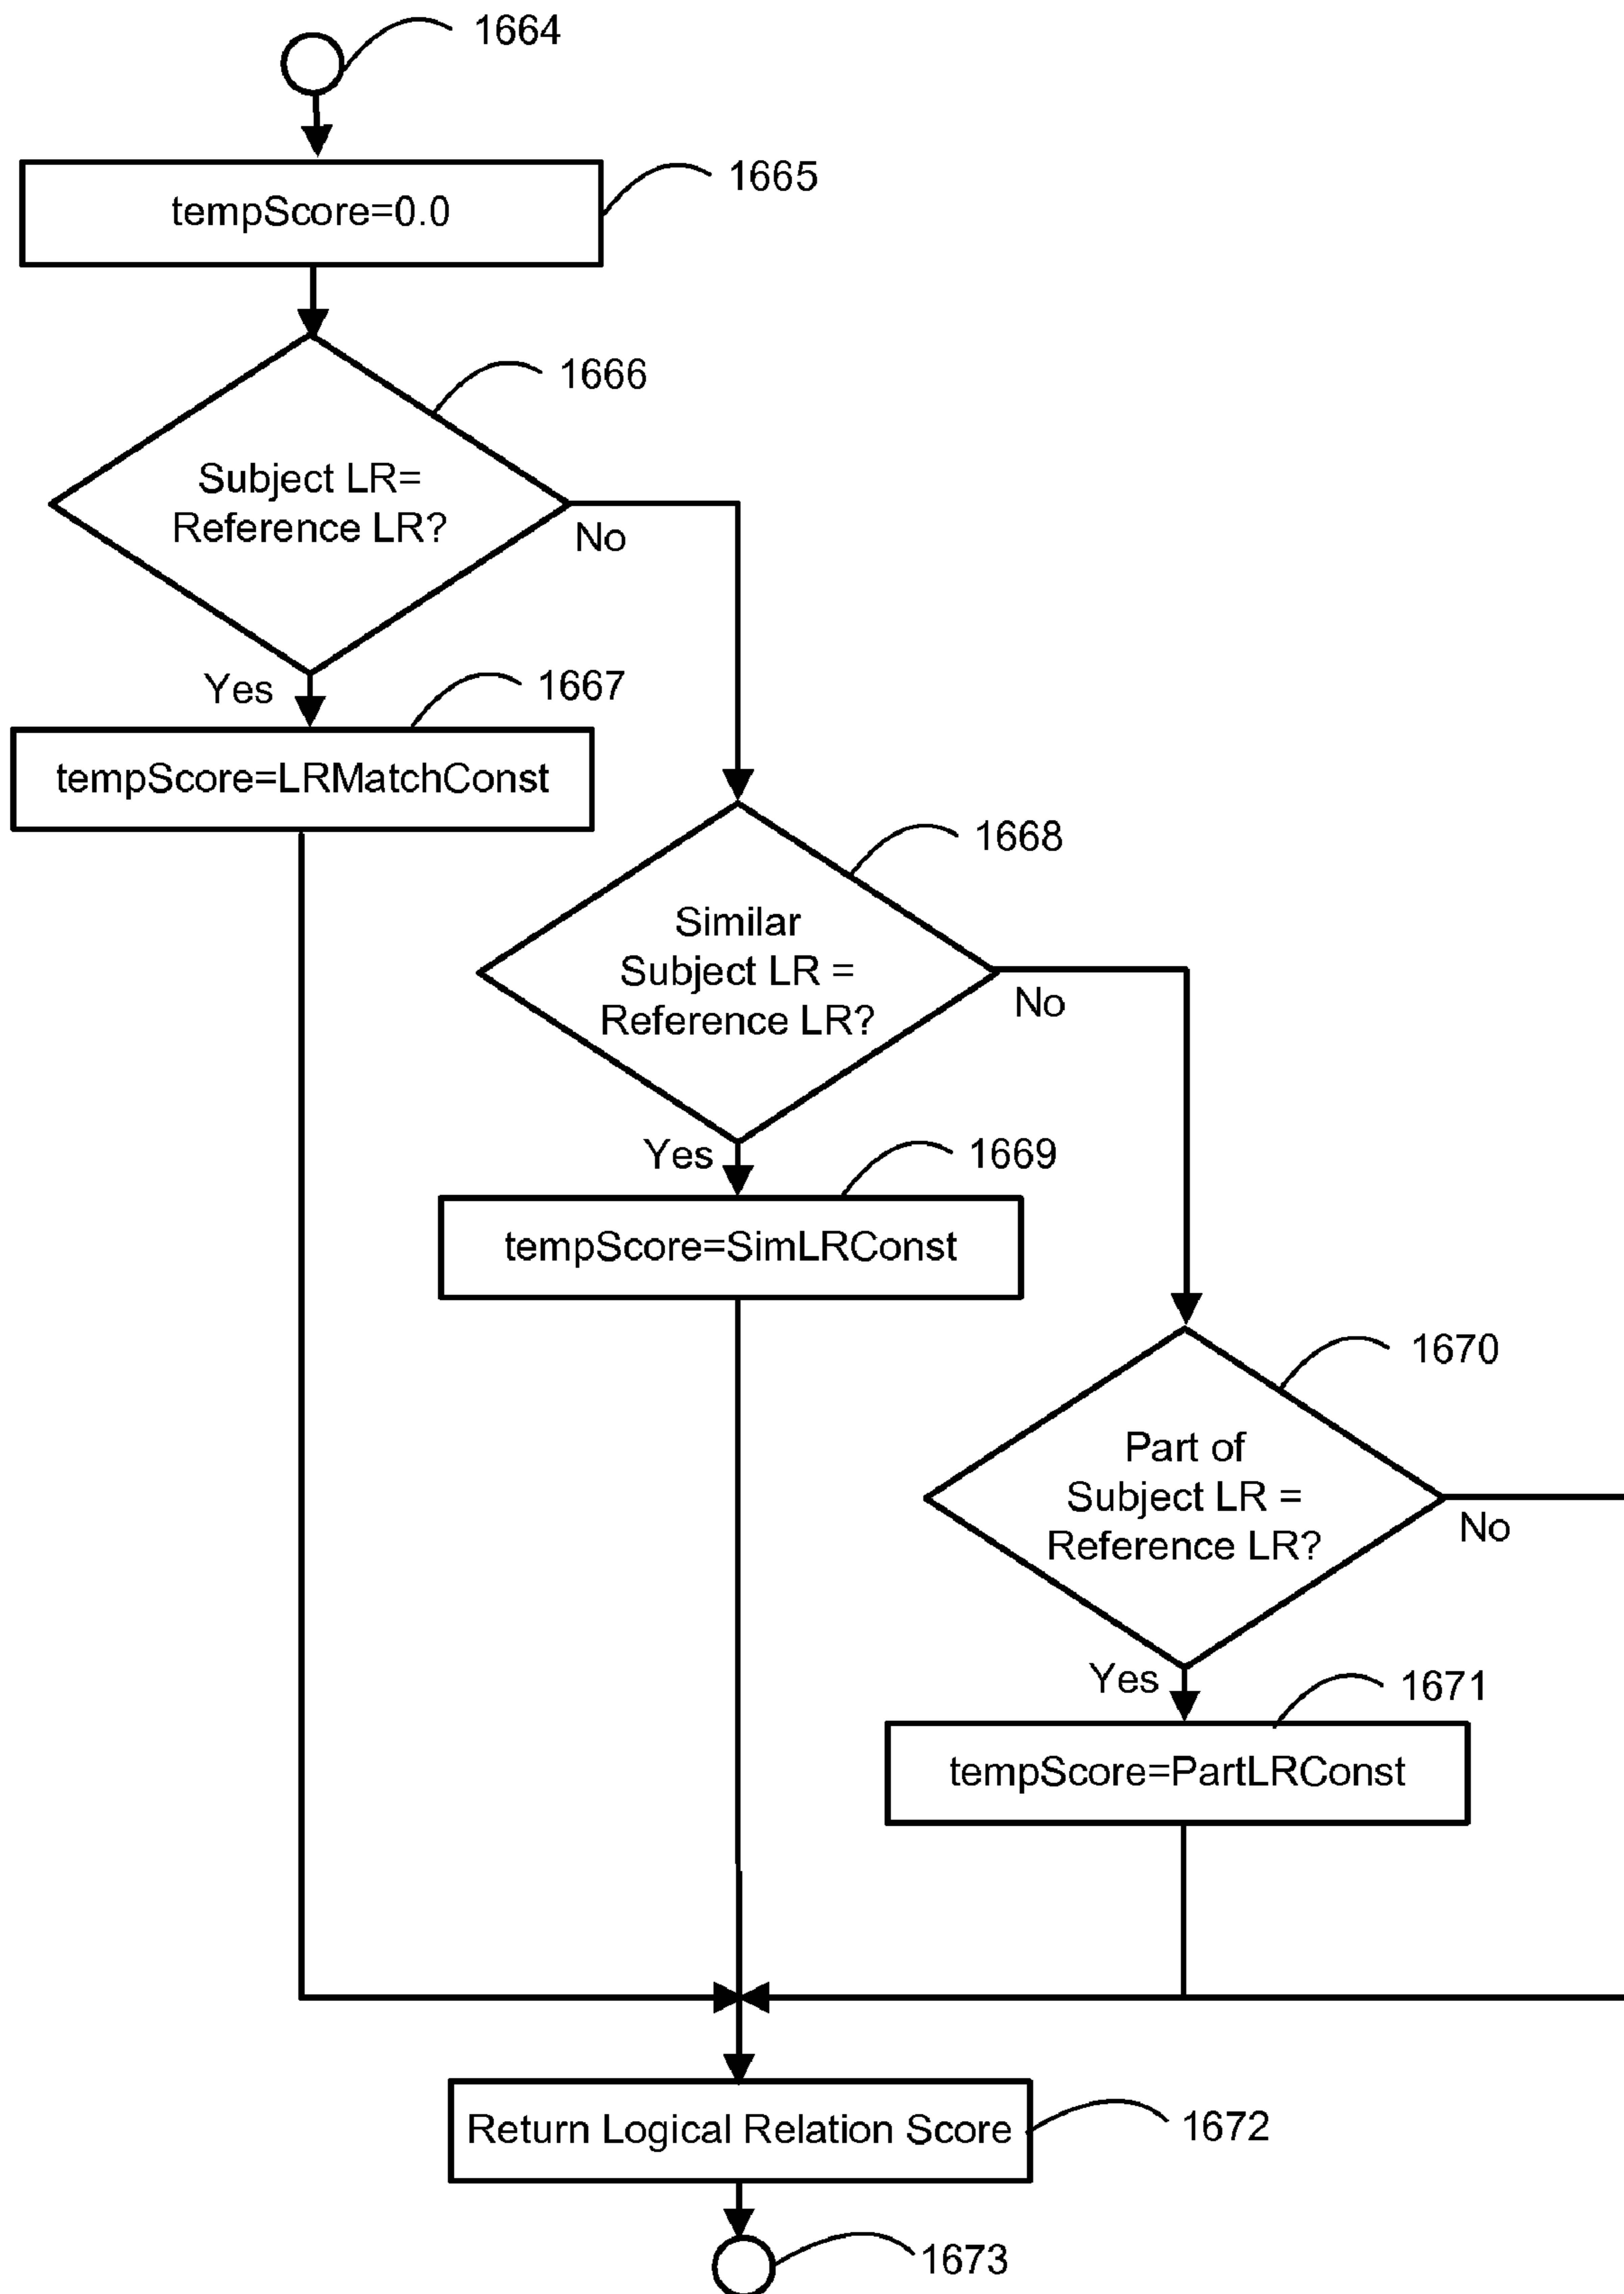 1664
1665
tempScore=0.0
1666
Subject LR=
Reference LR?
No
Yes
1667
tempScore=LRMatchConst
1668
Similar
Subject LR =
Reference LR?
No
Yes
1669
tempScore=SimLRConst
1670
Part of
Subject LR =
Reference LR?
No
Yes
1671
tempScore=PartLRConst
Return Logical Relation Score
1672
1673